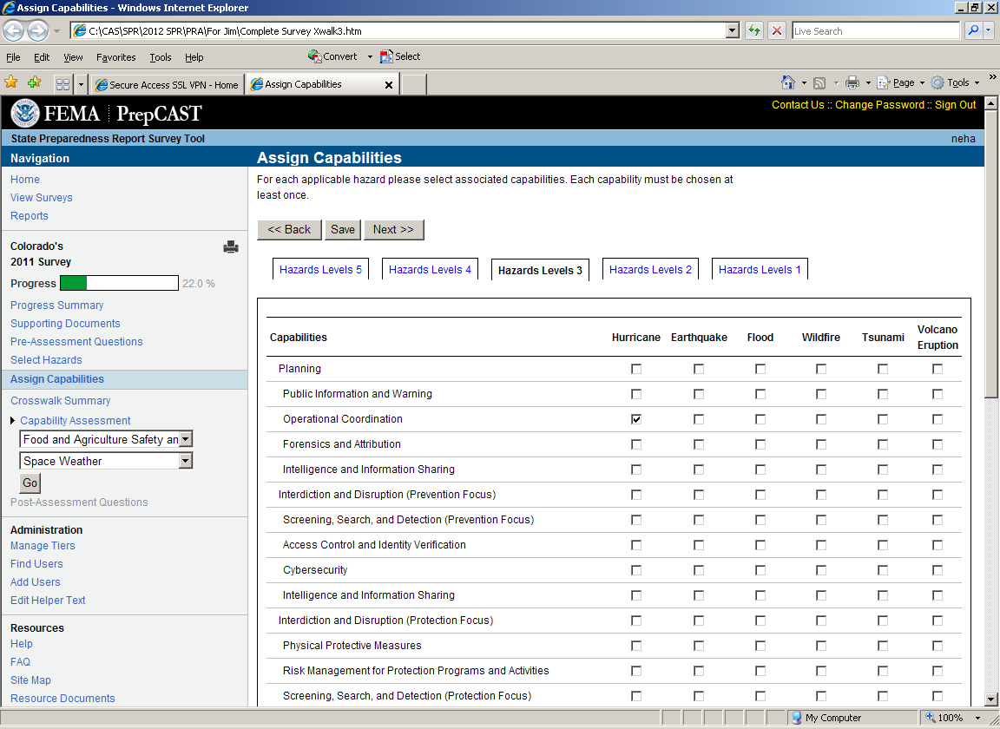 Assign Capabilities - Windows Internet Explorer
C:\CAS\SPR\2012 SPR\PRA\For Jim\Complete Survey Xwalk3.htm
Live Search
File Edit View Favorites Tools Help
Convert Select
Secure Access SSL VPN - Home
Assign Capabilities
Page Tools
FEMA PrepCAST
Contact Us :: Change Password :: Sign Out
State Preparedness Report Survey Tool
neha
Navigation
Home
View Surveys
Reports
Colorado's
2011 Survey
Progress 22.0 %
Progress Summary
Supporting Documents
Pre-Assessment Questions
Select Hazards
Assign Capabilities
Crosswalk Summary
Capability Assessment
Food and Agriculture Safety an
Space Weather
Go
Post-Assessment Questions
Administration
Manage Tiers
Find Users
Add Users
Edit Helper Text
Resources
Help
FAQ
Site Map
Resource Documents
Assign Capabilities
For each applicable hazard please select associated capabilities. Each capability must be chosen at
least once.
<< Back Save Next >>
Hazards Levels 5 Hazards Levels 4 Hazards Levels 3 Hazards Levels 2 Hazards Levels 1
Capabilities Hurricane Earthquake Flood Wildfire Tsunami Volcano Eruption
Planning
Public Information and Warning
Operational Coordination
Forensics and Attribution
Intelligence and Information Sharing
Interdiction and Disruption (Prevention Focus)
Screening, Search, and Detection (Prevention Focus)
Access Control and Identity Verification
Cybersecurity
Intelligence and Information Sharing
Interdiction and Disruption (Protection Focus)
Physical Protective Measures
Risk Management for Protection Programs and Activities
Screening, Search, and Detection (Protection Focus)
My Computer
100%